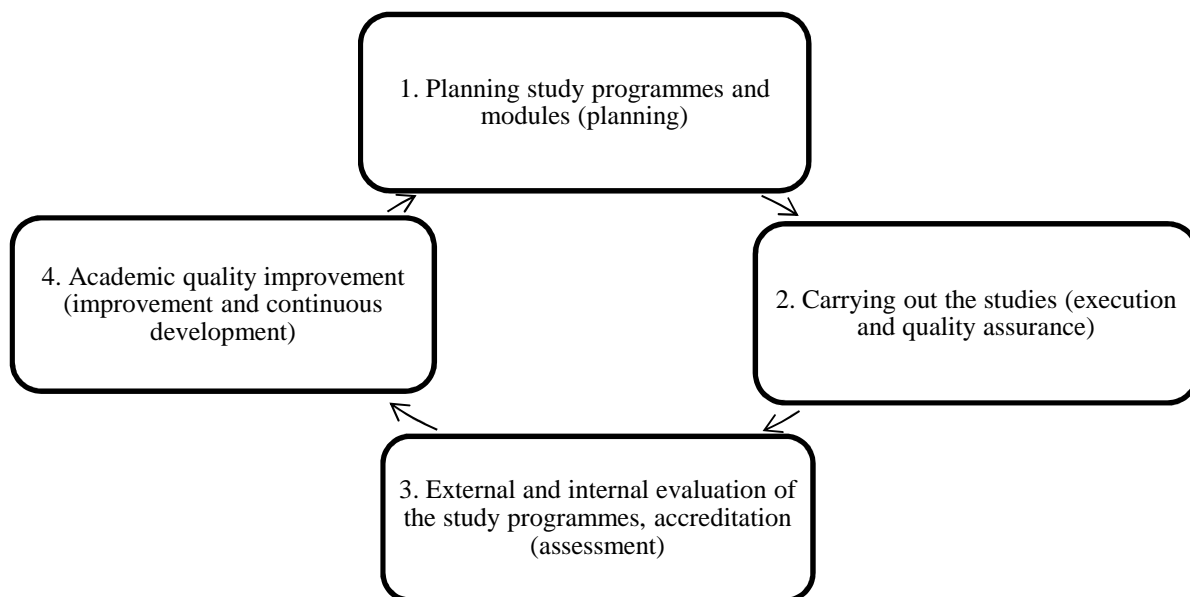 1. Planning study programmes and
modules (planning)
4. Academic quality improvement
(improvement and continuous
development)
2. Carrying out the studies (execution
and quality assurance)
3. External and internal evaluation of
the study programmes, accreditation
(assessment)